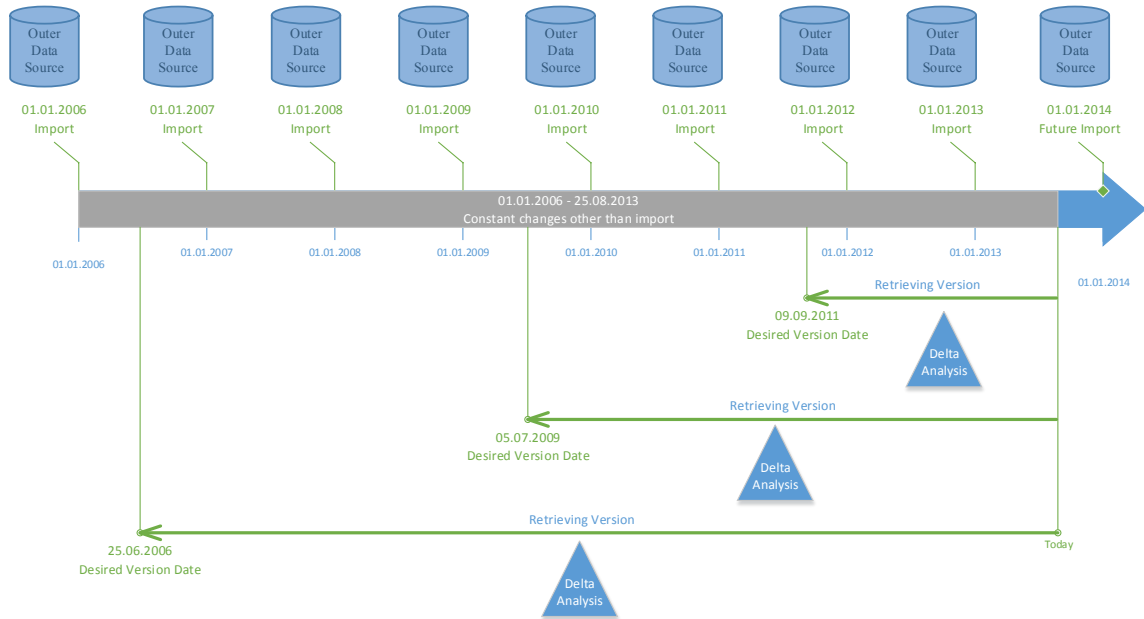 Outer
Data
Source
Outer
Data
Source
Outer
Data
Source
Outer
Data
Source
Outer
Data
Source
Outer
Data
Source
Outer
Data
Source
Outer
Data
Source
Outer
Data
Source
01.01.2006
Import
01.01.2007
Import
01.01.2008
Import
01.01.2009
Import
01.01.2010
Import
01.01.2011
Import
01.01.2012
Import
01.01.2013
Import
01.01.2014
Future Import
01.01.2006 - 25.08.2013
Constant changes other than import
01.01.2006
01.01.2007
01.01.2008
01.01.2009
01.01.2010
01.01.2011
01.01.2012
01.01.2013
01.01.2014
Retrieving Version
09.09.2011
Desired Version Date
Delta
Analysis
Retrieving Version
05.07.2009
Desired Version Date
Delta
Analysis
Retrieving Version
25.06.2006
Desired Version Date
Today
Delta
Analysis